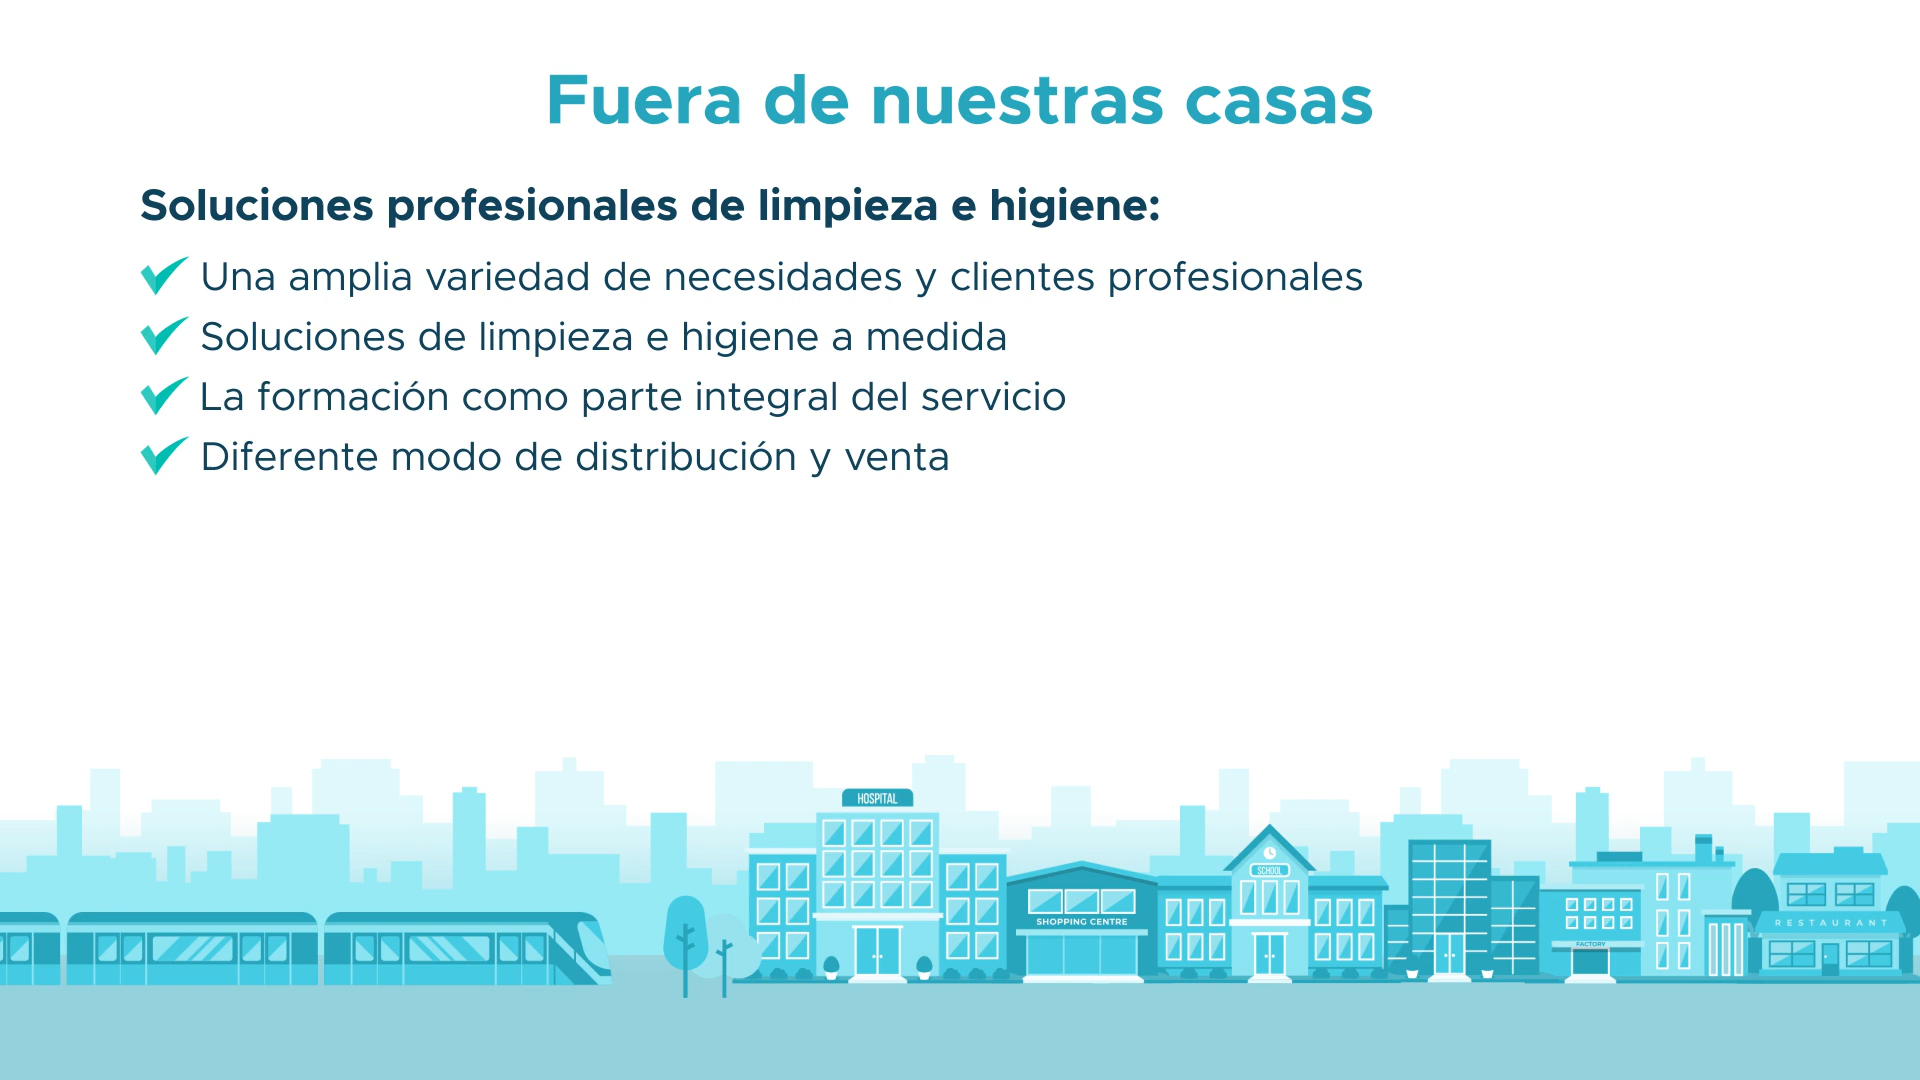 Fuera de nuestras casas
Soluciones profesionales de limpieza e higiene:
Una amplia variedad de necesidades y clientes profesionales
Soluciones de limpieza e higiene a medida
La formación como parte integral del servicio
Diferente modo de distribución y venta
HOSPITAL
SCHOOL
SHOPPING CENTRE
RESTAURANT
FACTORY